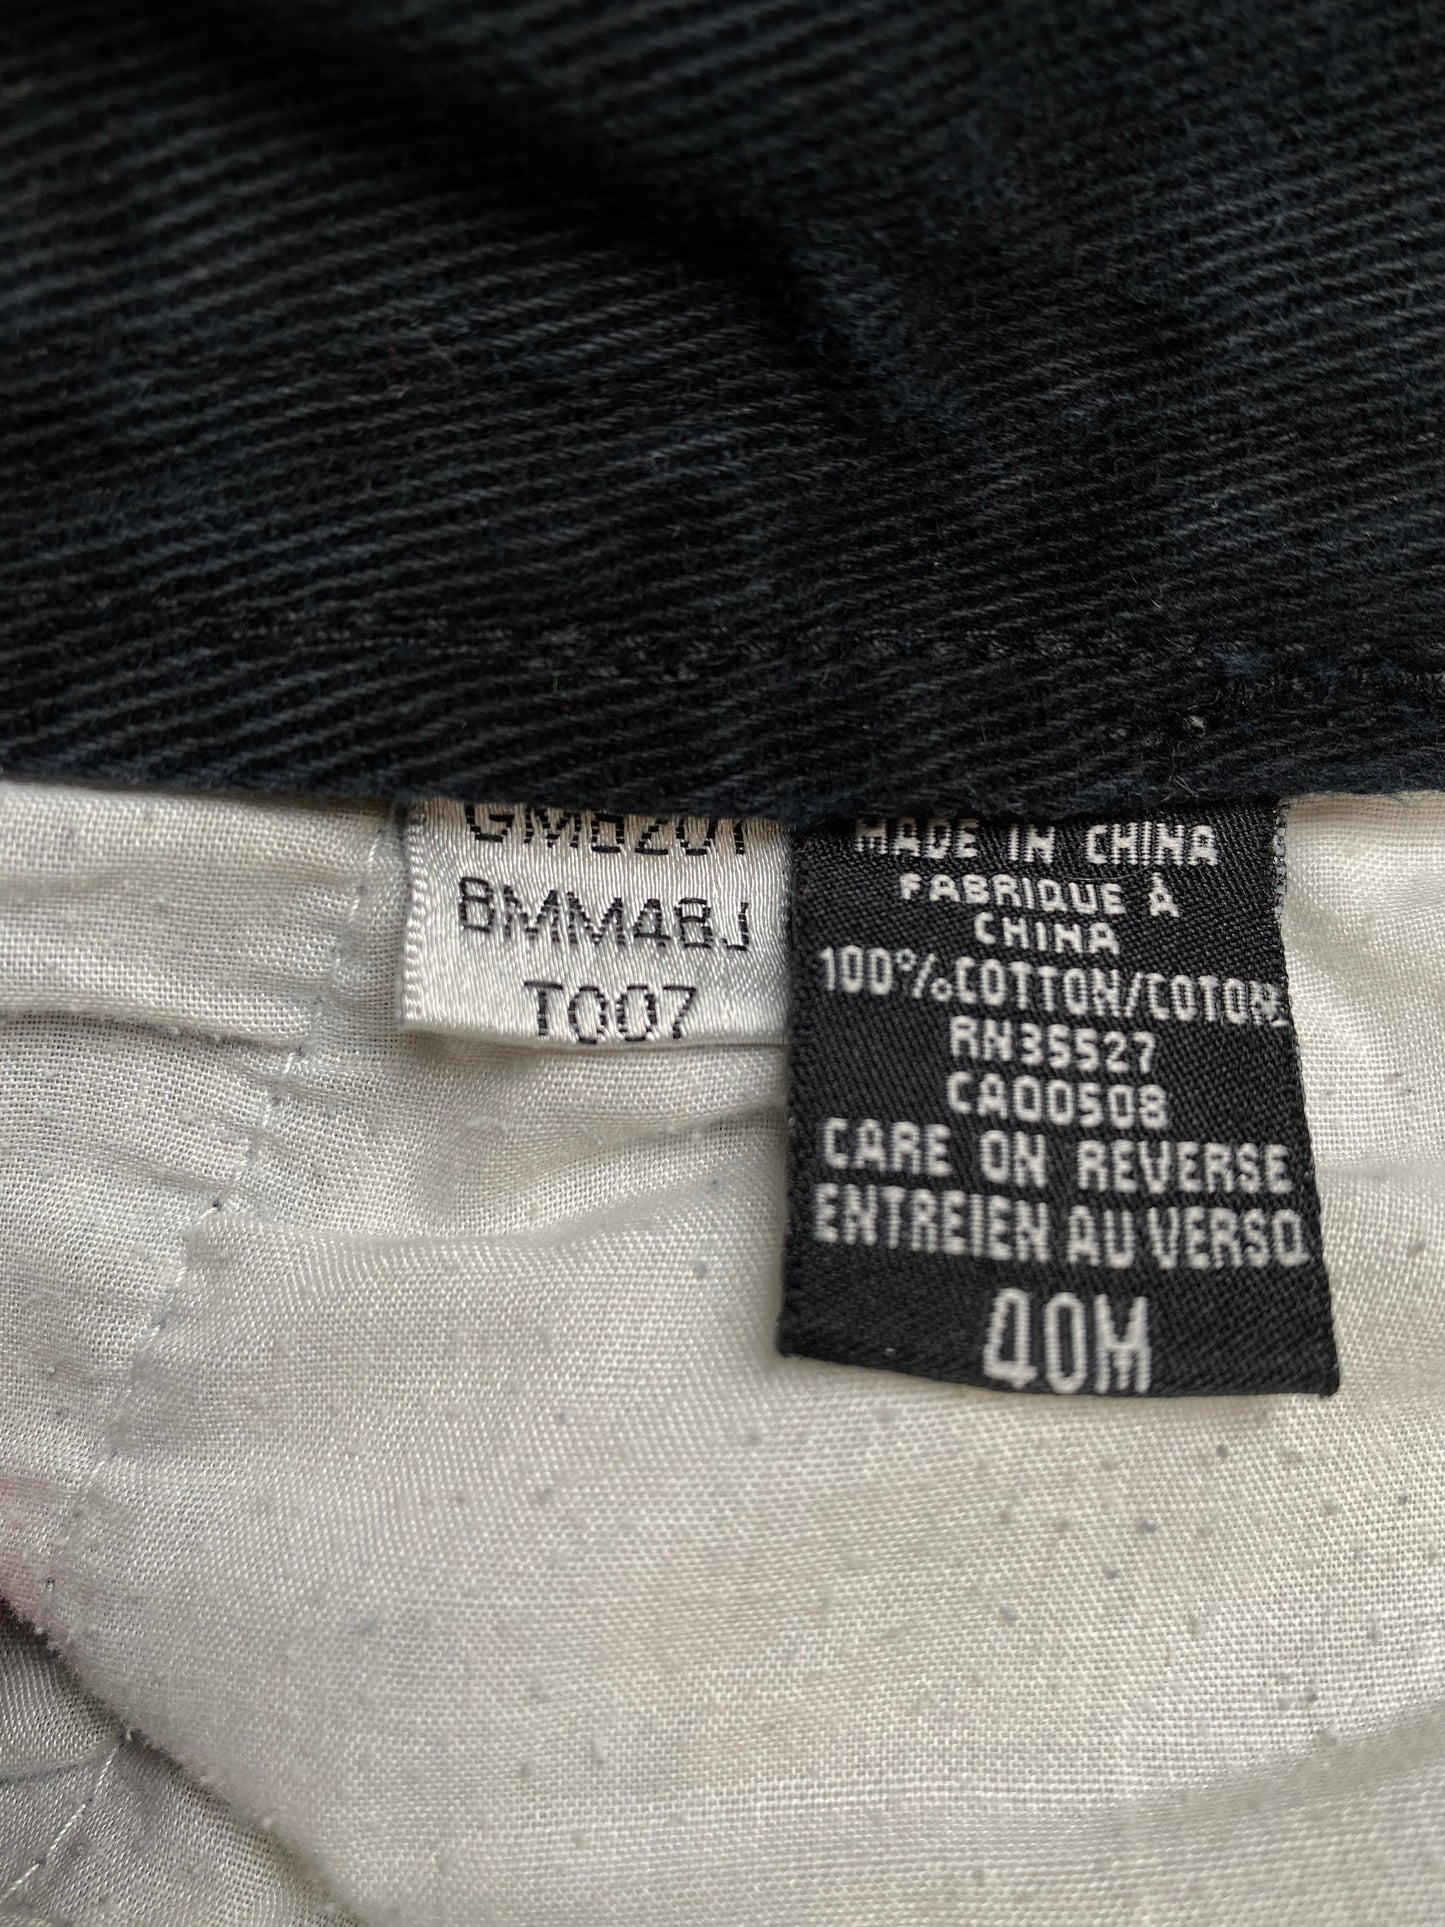 GM6201
8MM48J
T007
MADE IN CHINA
FABRIQUE À
CHINA
100%COTTON/COTON
RN35527
CA00508
CARE ON REVERSE
ENTREIEN AU VERSO
40M